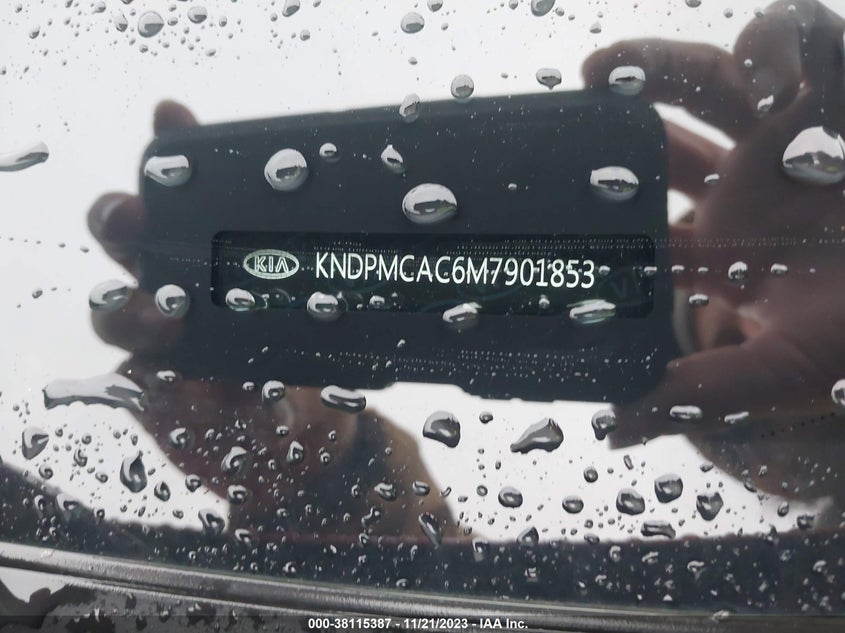 KIA KNDPMCAC6M7901853
000-38115387 - 11/21/2023 - IAA Inc.